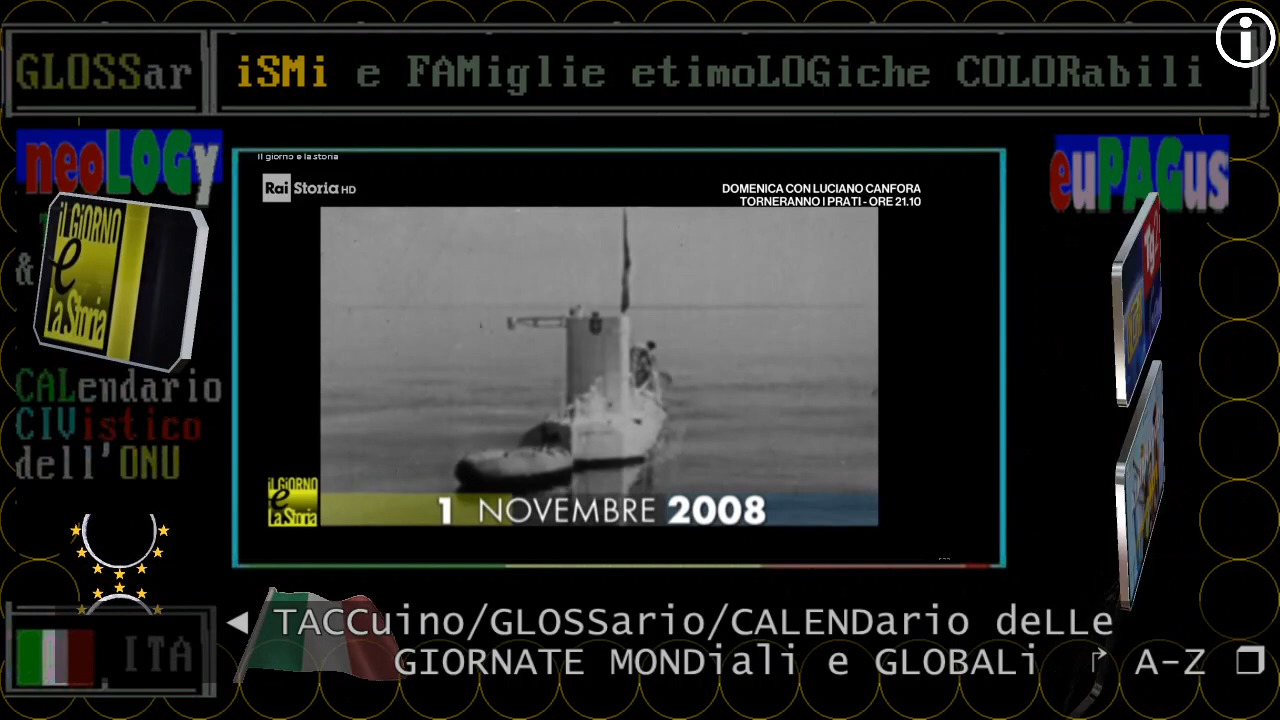 GLOSSar
iSMi e FAMiglie etimoLOGiche COLORabili
neoLOGy
euPAGus
Il giorno e la storia
Rai Storia HD
DOMENICA CON LUCIANO CANFORA
TORNERANNO I PRATI - ORE 21.10
iL GiORNO
e
La Storia
&
CALendario
CIVistico
dell'ONU
iL GiORNO
e
La Storia
1 NOVEMBRE 2008
◄ TACCuino/GLOSSario/CALENDario deLLe
GIORNATE MONDiali e GLOBALi A-Z
ITA